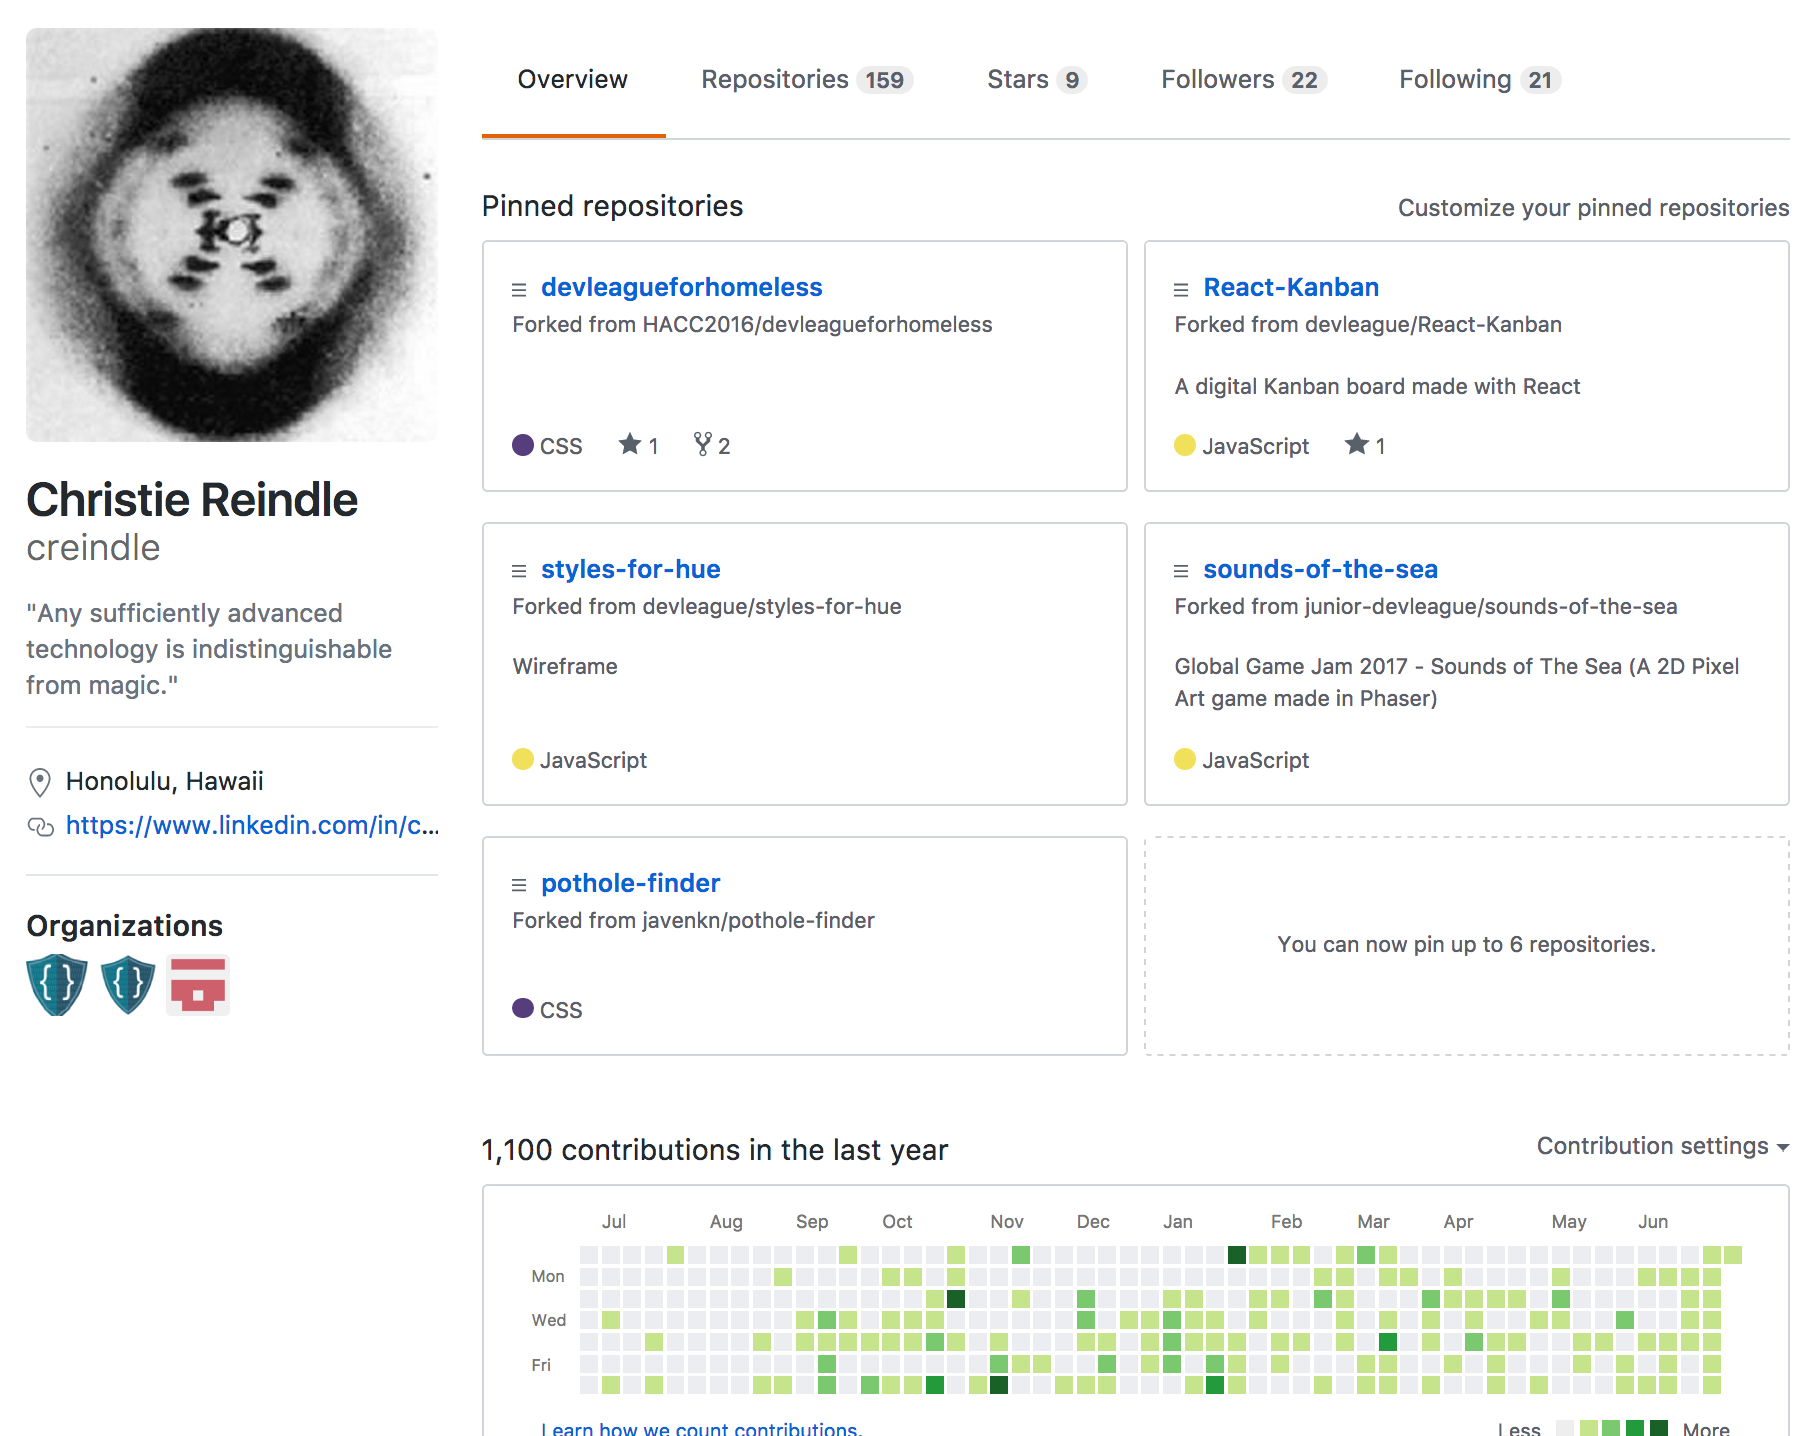 Overview
Repositories 159
Stars 9
Followers 22
Following 21
Christie Reindle
creindle
"Any sufficiently advanced
technology is indistinguishable
from magic."
Honolulu, Hawaii
https://www.linkedin.com/in/c...
Organizations
Pinned repositories
Customize your pinned repositories
devleagueforhomeless
Forked from HACC2016/devleagueforhomeless
CSS 1 2
React-Kanban
Forked from devleague/React-Kanban
A digital Kanban board made with React
JavaScript 1
styles-for-hue
Forked from devleague/styles-for-hue
Wireframe
JavaScript
sounds-of-the-sea
Forked from junior-devleague/sounds-of-the-sea
Global Game Jam 2017 - Sounds of The Sea (A 2D Pixel
Art game made in Phaser)
JavaScript
pothole-finder
Forked from javenkn/pothole-finder
CSS
You can now pin up to 6 repositories.
1,100 contributions in the last year
Contribution settings
Jul Aug Sep Oct Nov Dec Jan Feb Mar Apr May Jun
Mon
Wed
Fri
Learn how we count contributions.
Less More